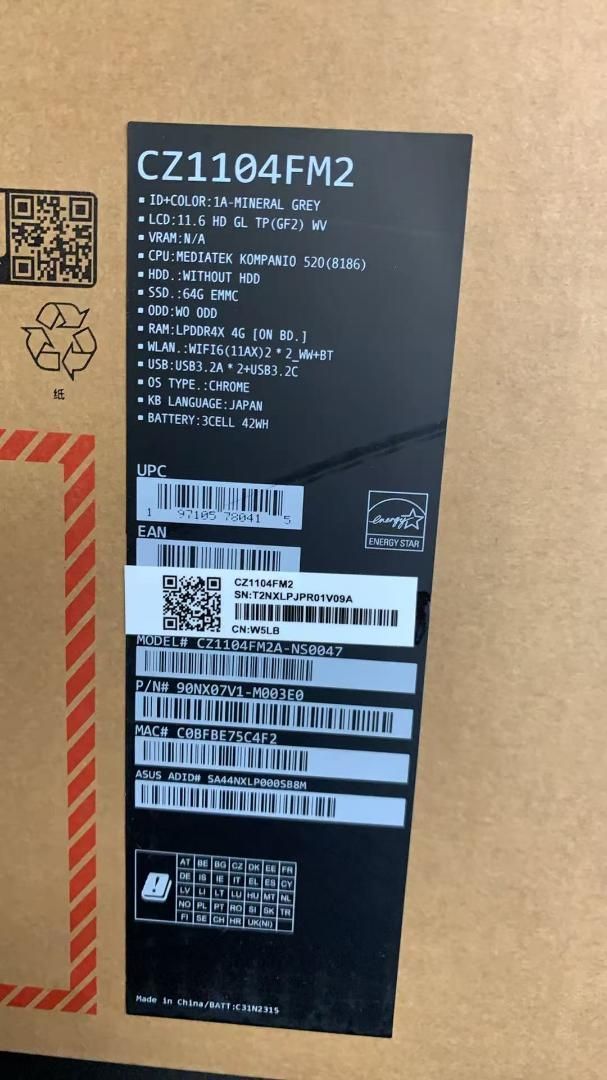 CZ1104FM2
▪ ID+COLOR:1A-MINERAL GREY
▪ LCD:11.6 HD GL TP(GF2) WV
▪ VRAM:N/A
▪ CPU:MEDIATEK KOMPANIO 520(8186)
▪ HDD.:WITHOUT HDD
▪ SSD.:64G EMMC
▪ ODD:WO ODD
▪ RAM:LPDDR4X 4G [ON BD.]
▪ WLAN.:WIFI6(11AX)2*2_WW+BT
▪ USB:USB3.2A*2+USB3.2C
▪ OS TYPE.:CHROME
▪ KB LANGUAGE:JAPAN
▪ BATTERY:3CELL 42WH
纸
UPC
1 97105 78041 5
energy
ENERGY STAR
EAN
CZ1104FM2
SN:T2NXLPJPR01V09A
CN:W5LB
MODEL# CZ1104FM2A-NS0047
P/N# 90NX07V1-M003E0
MAC# C0BFBE75C4F2
ASUS ADID# SA44NXLP000SB8M
AT BE BG CZ DK EE FR
DE IS IE IT EL ES CY
LV LI LT LU HU MT NL
NO PL PT RO SI SK TR
FI SE CH HR UK(NI)
Made in China/BATT:C31N2315